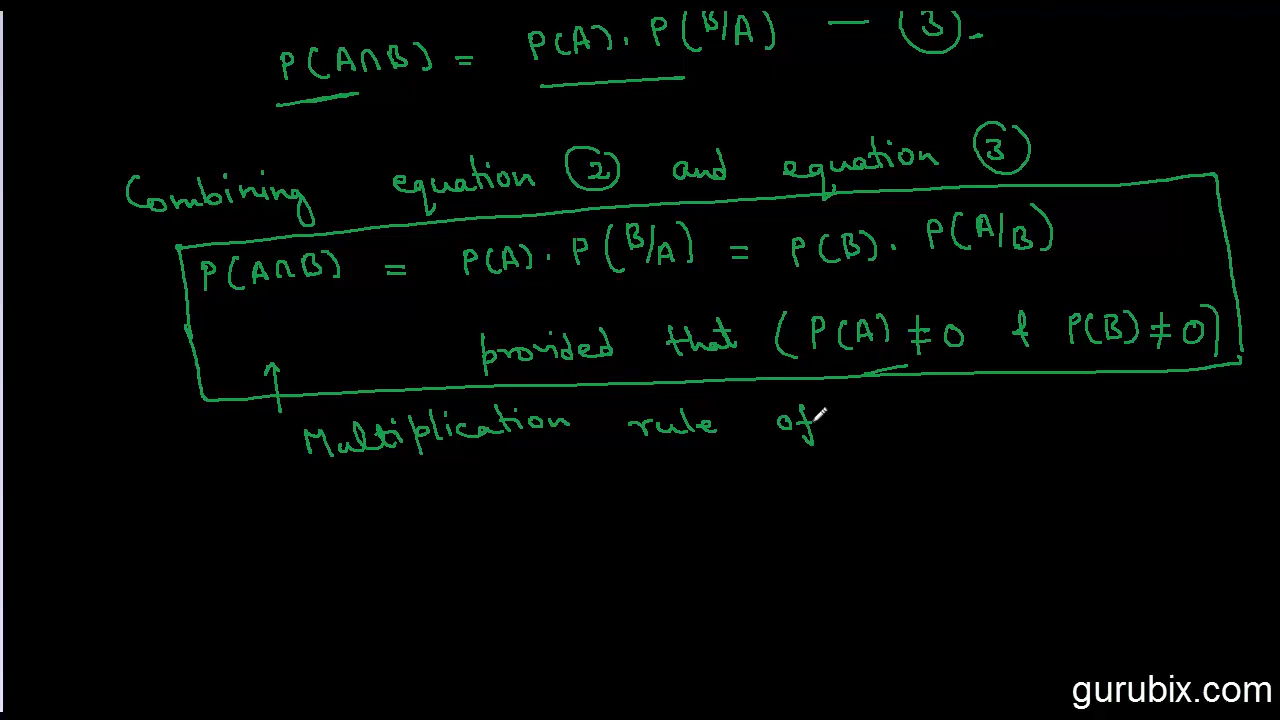 P(A∩B) = P(A). P(B/A) — 3.
Combining equation 2 and equation 3
P(A∩B) = P(A). P(B/A) = P(B). P(A/B)
provided that (P(A) ≠ 0 & P(B) ≠ 0)
Multiplication rule of
gurubix.com